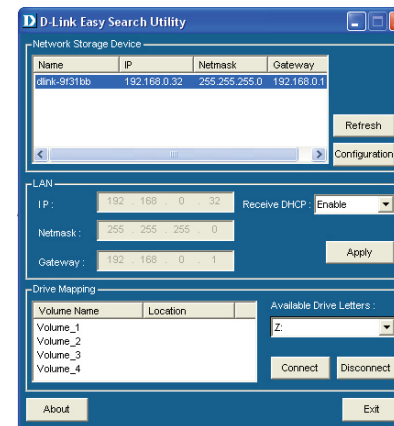 D D-Link Easy Search Utility
Network Storage Device
Name IP Netmask Gateway
dlink-9f31bb 192.168.0.32 255.255.255.0 192.168.0.1
Refresh
Configuration
LAN
IP : 192 . 168 . 0 . 32 Receive DHCP : Enable
Netmask : 255 . 255 . 255 . 0
Apply
Gateway : 192 . 168 . 0 . 1
Drive Mapping
Volume Name Location Available Drive Letters :
Volume_1 Z:
Volume_2
Volume_3
Volume_4 Connect Disconnect
About Exit